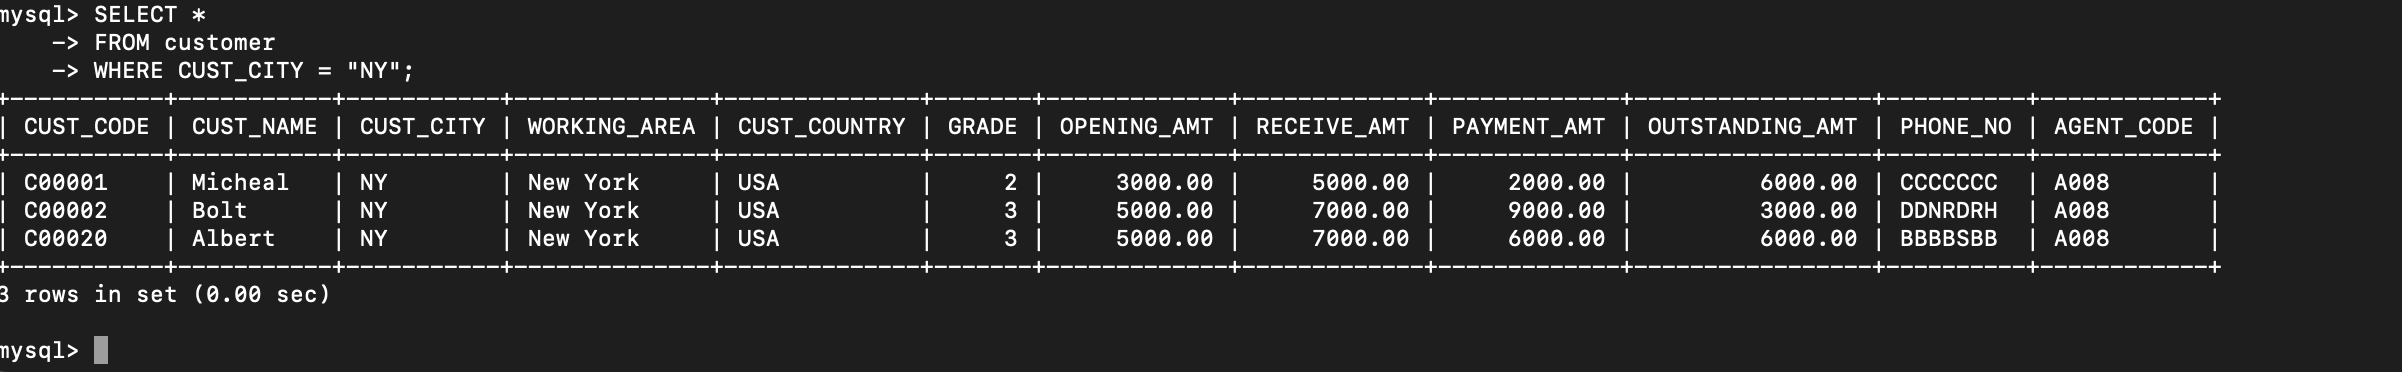 mysql> SELECT *
    -> FROM customer
    -> WHERE CUST_CITY = "NY";
+-----------+-----------+-----------+--------------+--------------+-------+-------------+-------------+-------------+-----------------+----------+------------+
| CUST_CODE | CUST_NAME | CUST_CITY | WORKING_AREA | CUST_COUNTRY | GRADE | OPENING_AMT | RECEIVE_AMT | PAYMENT_AMT | OUTSTANDING_AMT | PHONE_NO | AGENT_CODE |
+-----------+-----------+-----------+--------------+--------------+-------+-------------+-------------+-------------+-----------------+----------+------------+
| C00001    | Micheal   | NY        | New York     | USA          |     2 |     3000.00 |     5000.00 |     2000.00 |         6000.00 | CCCCCCC  | A008       |
| C00002    | Bolt      | NY        | New York     | USA          |     3 |     5000.00 |     7000.00 |     9000.00 |         3000.00 | DDNRDRH  | A008       |
| C00020    | Albert    | NY        | New York     | USA          |     3 |     5000.00 |     7000.00 |     6000.00 |         6000.00 | BBBBSBB  | A008       |
+-----------+-----------+-----------+--------------+--------------+-------+-------------+-------------+-------------+-----------------+----------+------------+
3 rows in set (0.00 sec)
mysql>